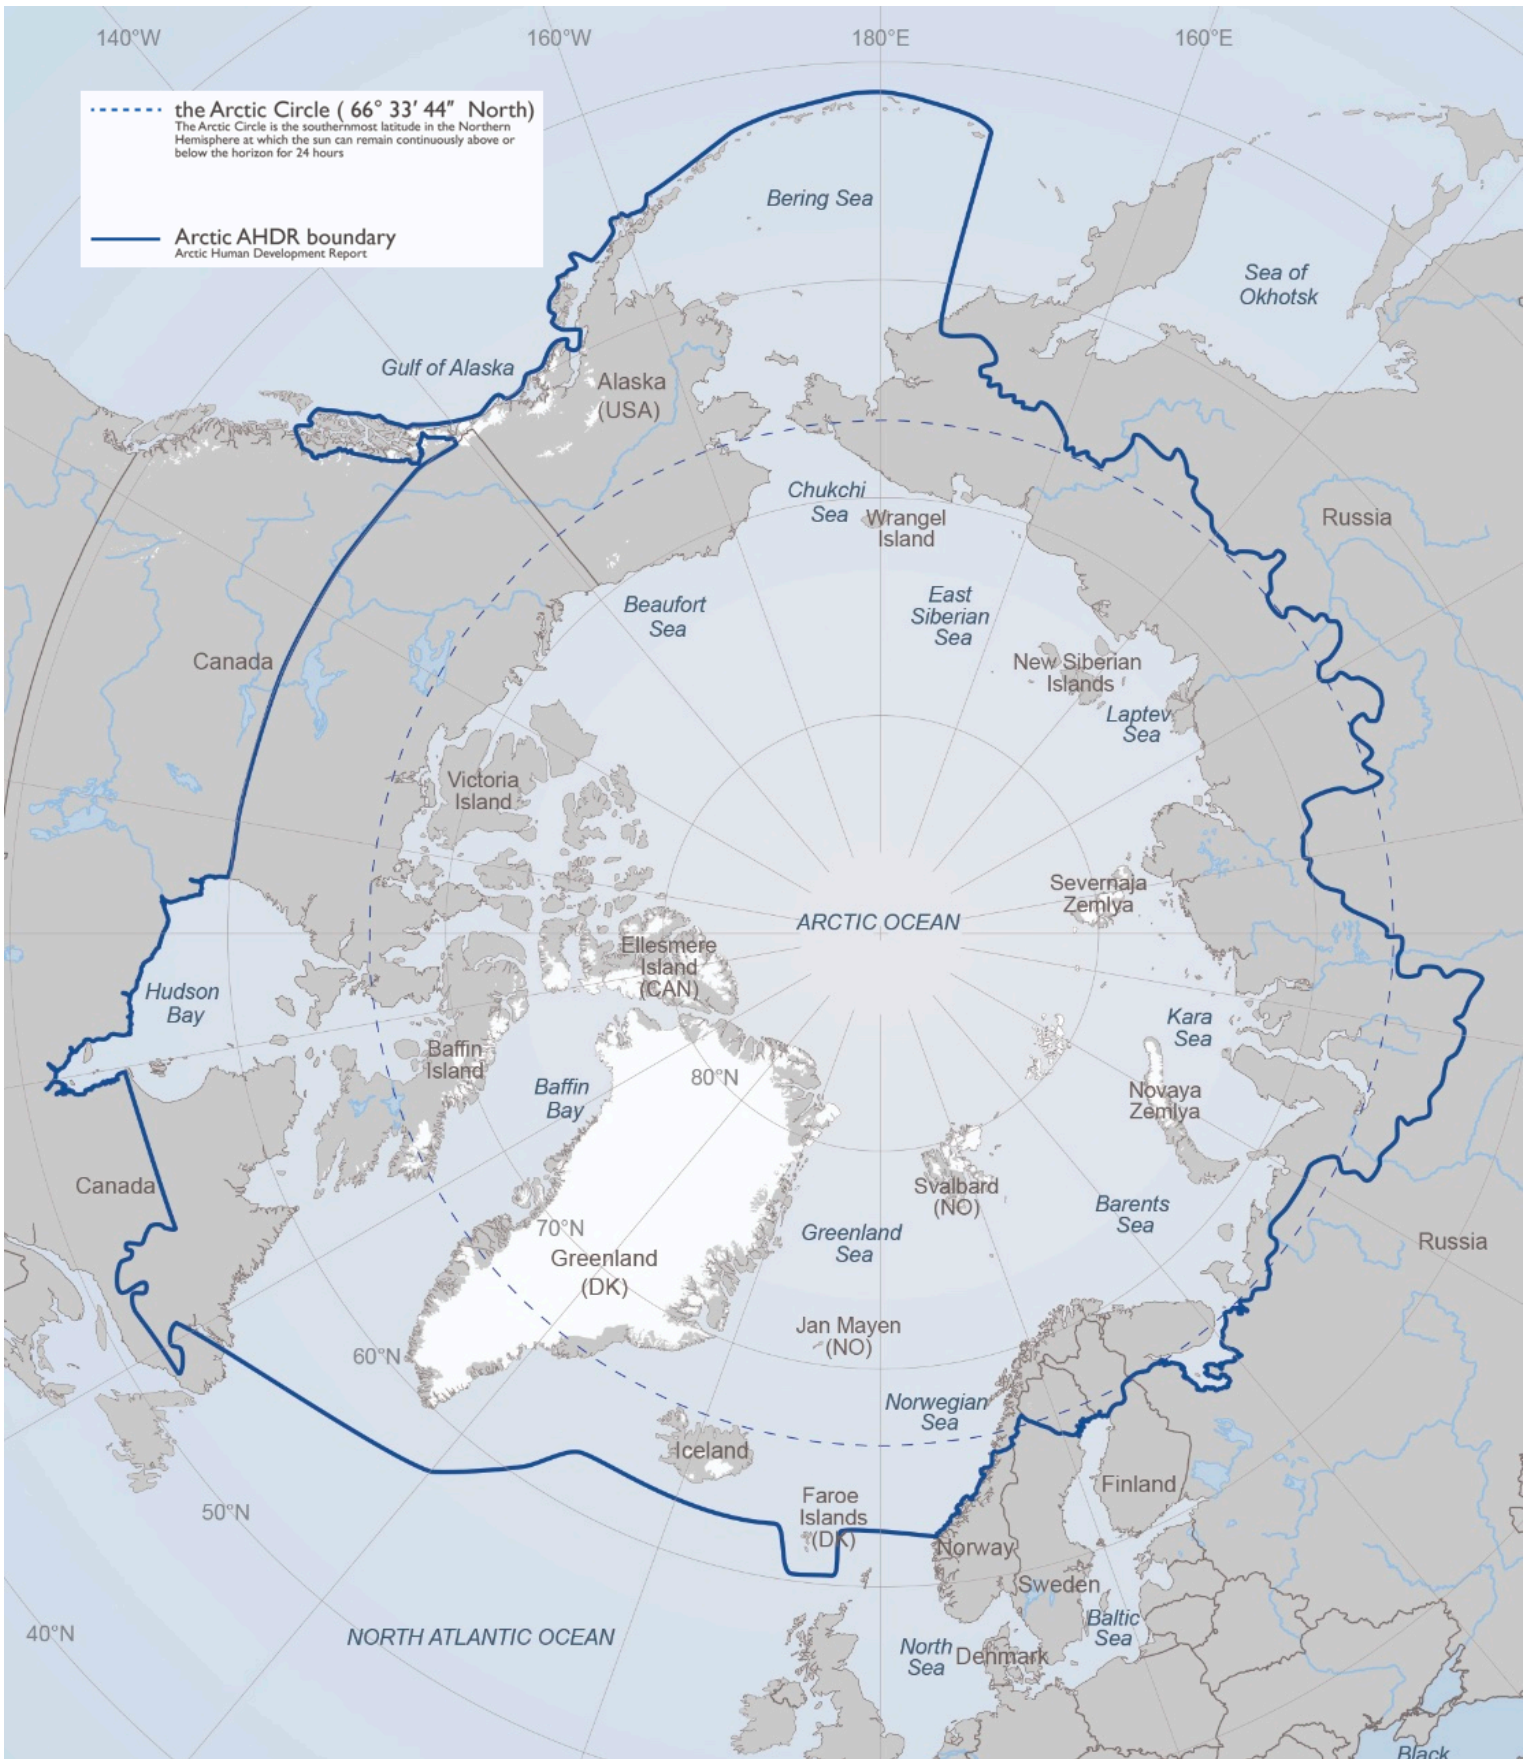 140°W
160°W
180°E
160°E
the Arctic Circle ( 66° 33′ 44″ North)
The Arctic Circle is the southernmost latitude in the Northern
Hemisphere at which the sun can remain continuously above or
below the horizon for 24 hours
Arctic AHDR boundary
Arctic Human Development Report
Bering Sea
Sea of
Okhotsk
Gulf of Alaska
Alaska
(USA)
Chukchi
Sea
Wrangel
Island
Russia
Beaufort
Sea
East
Siberian
Sea
Canada
New Siberian
Islands
Laptev
Sea
Victoria
Island
Severnaja
Zemlya
ARCTIC OCEAN
Ellesmere
Island
(CAN)
Hudson
Bay
Kara
Sea
Baffin
Island
Baffin
Bay
80°N
Novaya
Zemlya
Canada
Svalbard
(NO)
Barents
Sea
70°N
Greenland
(DK)
Greenland
Sea
Russia
Jan Mayen
(NO)
60°N
Norwegian
Sea
Iceland
Faroe
Islands
(DK)
Finland
50°N
Norway
Sweden
40°N
NORTH ATLANTIC OCEAN
North
Sea
Denmark
Baltic
Sea
Black